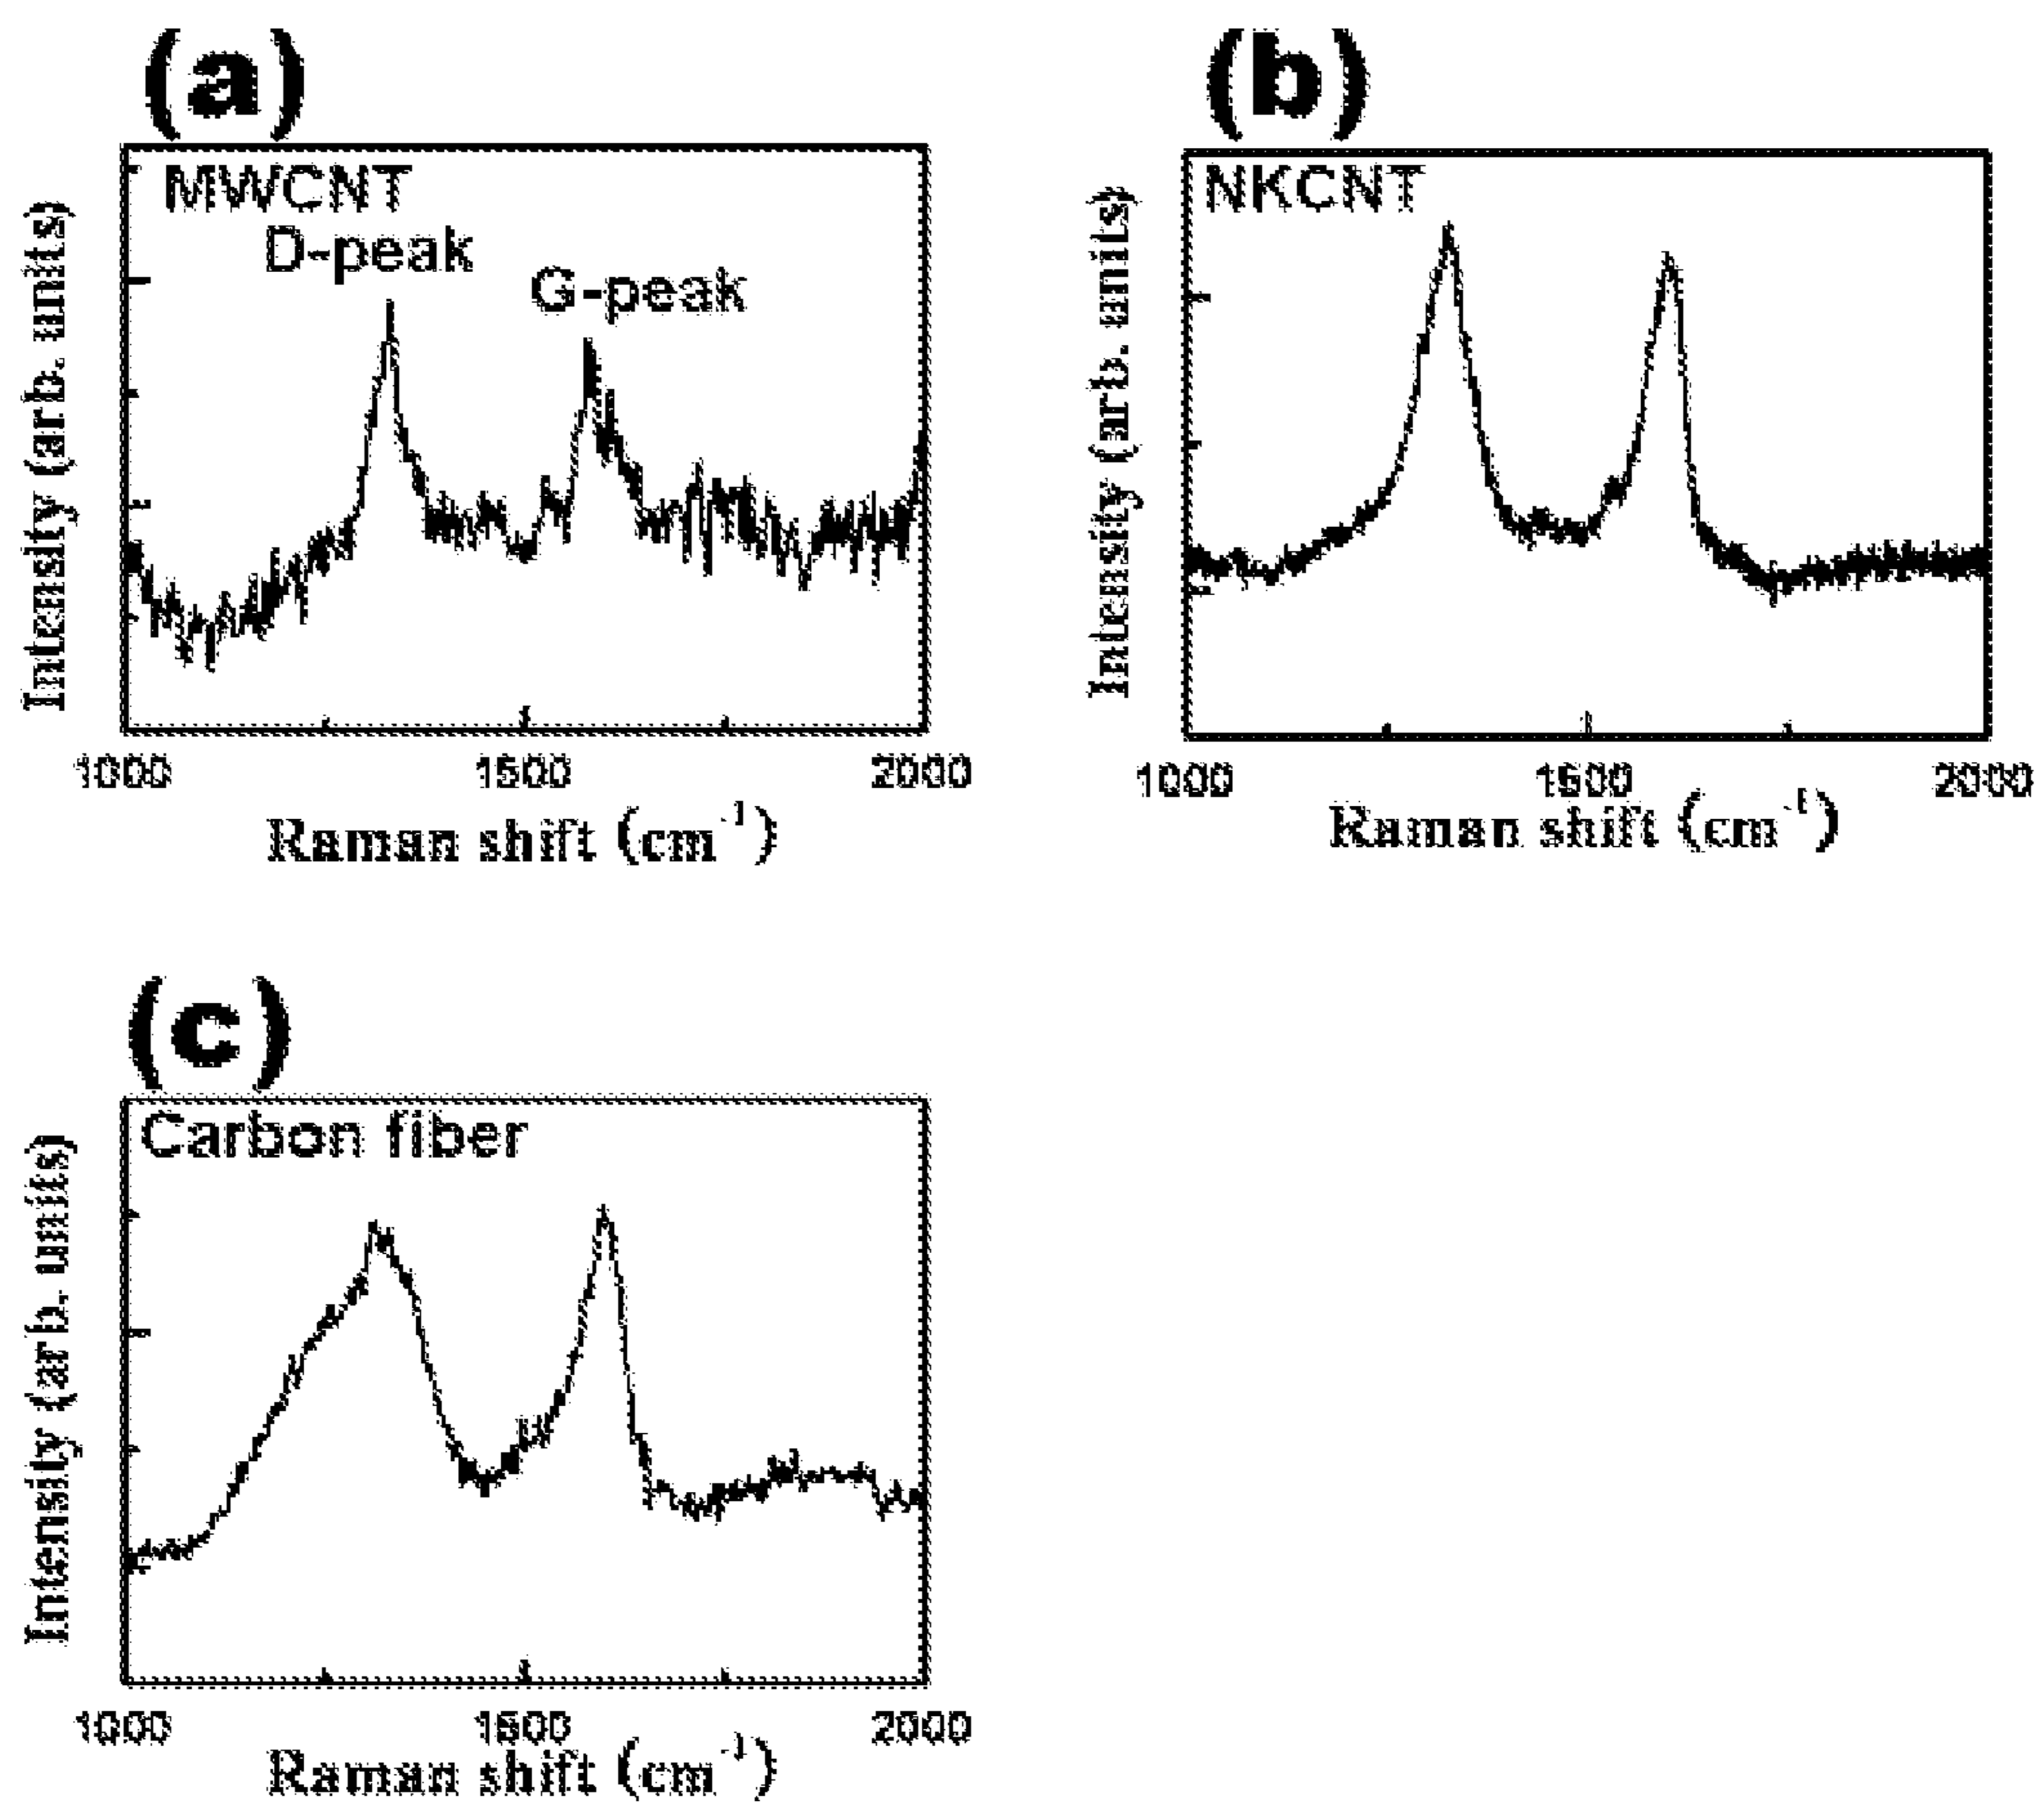 (a)
MWCNT
D-peak
G-peak
Intensity (arb. units)
1000 1500 2000
Raman shift (cm⁻¹)
(b)
NKCNT
Intensity (arb. units)
1000 1500 2000
Raman shift (cm⁻¹)
(c)
Carbon fiber
Intensity (arb. units)
1000 1500 2000
Raman shift (cm⁻¹)